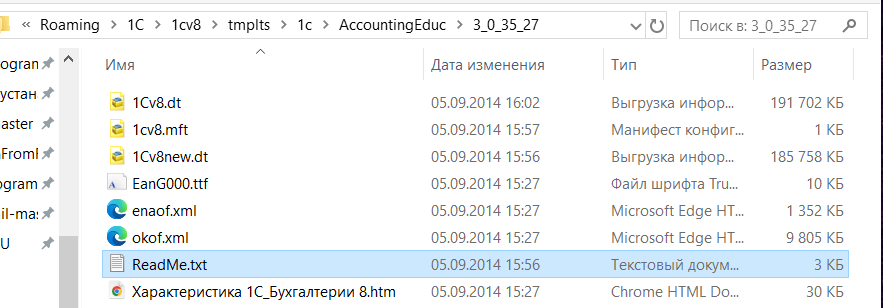 « Roaming › 1C › 1cv8 › tmplts › 1c › AccountingEduc › 3_0_35_27 Поиск в: 3_0_35_27
rogram Имя Дата изменения Тип Размер
устан 1Cv8.dt 05.09.2014 16:02 Выгрузка инфор... 191 702 КБ
aster 1cv8.mft 05.09.2014 15:57 Манифест конфиг... 1 КБ
FromI 1Cv8new.dt 05.09.2014 15:56 Выгрузка инфор... 185 758 КБ
ogram EanG000.ttf 05.09.2014 15:27 Файл шрифта Tru... 10 КБ
il-mas enaof.xml 05.09.2014 15:27 Microsoft Edge HT... 1 352 КБ
U okof.xml 05.09.2014 15:27 Microsoft Edge HT... 9 805 КБ
ReadMe.txt 05.09.2014 15:56 Текстовый докум... 3 КБ
Характеристика 1С_Бухгалтерии 8.htm 05.09.2014 15:27 Chrome HTML Do... 30 КБ